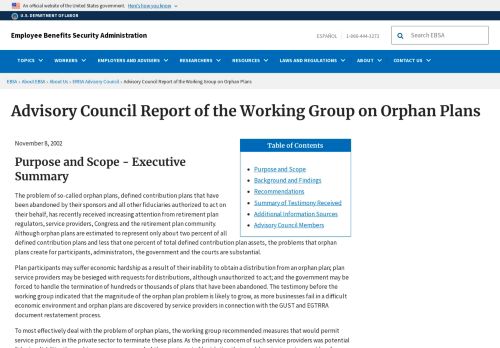 An official website of the United States government. Here's how you know
U.S. DEPARTMENT OF LABOR
Employee Benefits Security Administration
ESPAÑOL | 1-866-444-3272
Search EBSA
TOPICS WORKERS EMPLOYERS AND ADVISERS RESEARCHERS RESOURCES LAWS AND REGULATIONS ABOUT CONTACT US
EBSA › About EBSA › About Us › ERISA Advisory Council › Advisory Council Report of the Working Group on Orphan Plans
Advisory Council Report of the Working Group on Orphan Plans
November 8, 2002
Purpose and Scope - Executive
Summary
The problem of so-called orphan plans, defined contribution plans that have
been abandoned by their sponsors and all other fiduciaries authorized to act on
their behalf, has recently received increasing attention from retirement plan
regulators, service providers, Congress and the retirement plan community.
Although orphan plans are estimated to represent only about two percent of all
defined contribution plans and less than one percent of total defined contribution plan assets, the problems that orphan
plans create for participants, administrators, the government and the courts are substantial.
Table of Contents
Purpose and Scope
Background and Findings
Recommendations
Summary of Testimony Received
Additional Information Sources
Advisory Council Members
Plan participants may suffer economic hardship as a result of their inability to obtain a distribution from an orphan plan; plan
service providers may be besieged with requests for distributions, although unauthorized to act; and the government may be
forced to handle the termination of hundreds or thousands of plans that have been abandoned. The testimony before the
working group indicated that the magnitude of the orphan plan problem is likely to grow, as more businesses fail in a difficult
economic environment and orphan plans are discovered by service providers in connection with the GUST and EGTRRA
document restatement process.
To most effectively deal with the problem of orphan plans, the working group recommended measures that would permit
service providers in the private sector to terminate these plans. As the primary concern of such service providers was potential